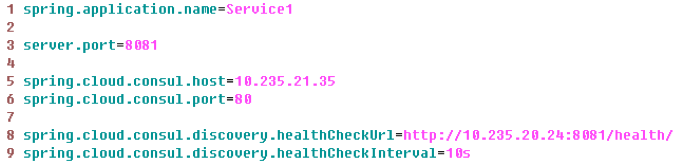 1 spring.application.name=Service1
2
3 server.port=8081
4
5 spring.cloud.consul.host=10.235.21.35
6 spring.cloud.consul.port=80
7
8 spring.cloud.consul.discovery.healthCheckUrl=http://10.235.20.24:8081/health/
9 spring.cloud.consul.discovery.healthCheckInterval=10s